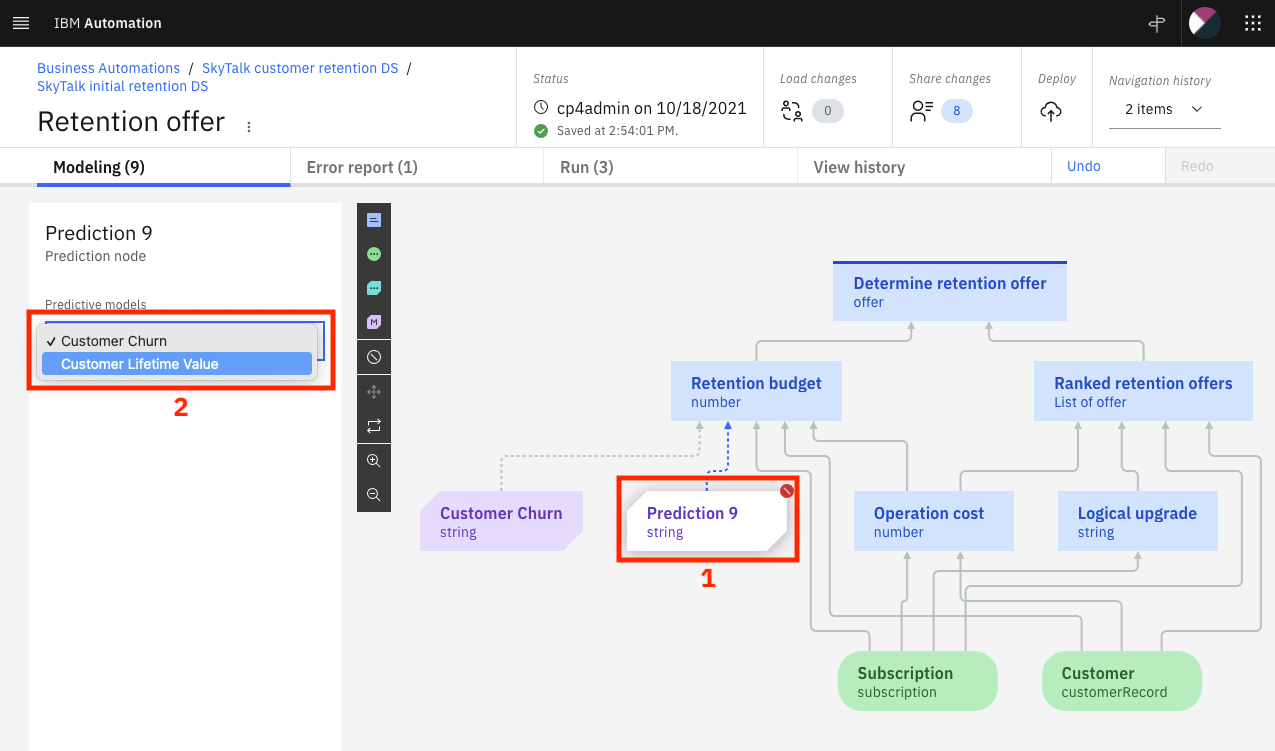 IBM Automation
Business Automations / SkyTalk customer retention DS /
SkyTalk initial retention DS
Retention offer
Status
cp4admin on 10/18/2021
Saved at 2:54:01 PM.
Load changes
0
Share changes
8
Deploy
Navigation history
2 items
Modeling (9)
Error report (1)
Run (3)
View history
Undo
Redo
Prediction 9
Prediction node
Predictive models
✓ Customer Churn
Customer Lifetime Value
2
M
Determine retention offer
offer
Retention budget
number
Ranked retention offers
List of offer
Customer Churn
string
Prediction 9
string
1
Operation cost
number
Logical upgrade
string
Subscription
subscription
Customer
customerRecord